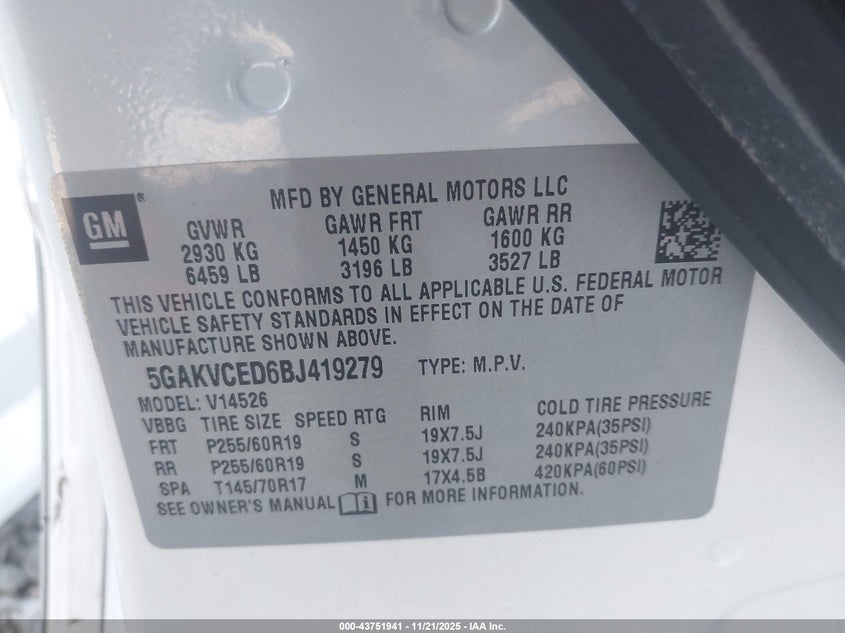 GM ®
MFD BY GENERAL MOTORS LLC
GVWR GAWR FRT GAWR RR
2930 KG 1450 KG 1600 KG
6459 LB 3196 LB 3527 LB
THIS VEHICLE CONFORMS TO ALL APPLICABLE U.S. FEDERAL MOTOR
VEHICLE SAFETY STANDARDS IN EFFECT ON THE DATE OF
MANUFACTURE SHOWN ABOVE.
5GAKVCED6BJ419279 TYPE: M.P.V.
MODEL: V14526
VBBG TIRE SIZE SPEED RTG RIM COLD TIRE PRESSURE
FRT P255/60R19 S 19X7.5J 240KPA(35PSI)
RR P255/60R19 S 19X7.5J 240KPA(35PSI)
SPA T145/70R17 M 17X4.5B 420KPA(60PSI)
SEE OWNER'S MANUAL i FOR MORE INFORMATION.
000-43751941 - 11/21/2025 - IAA Inc.